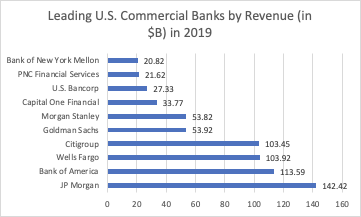 Leading U.S. Commercial Banks by Revenue (in
$B) in 2019
Bank of New York Mellon 20.82
PNC Financial Services 21.62
U.S. Bancorp 27.33
Capital One Financial 33.77
Morgan Stanley 53.82
Goldman Sachs 53.92
Citigroup 103.45
Wells Fargo 103.92
Bank of America 113.59
JP Morgan 142.42
0 20 40 60 80 100 120 140 160